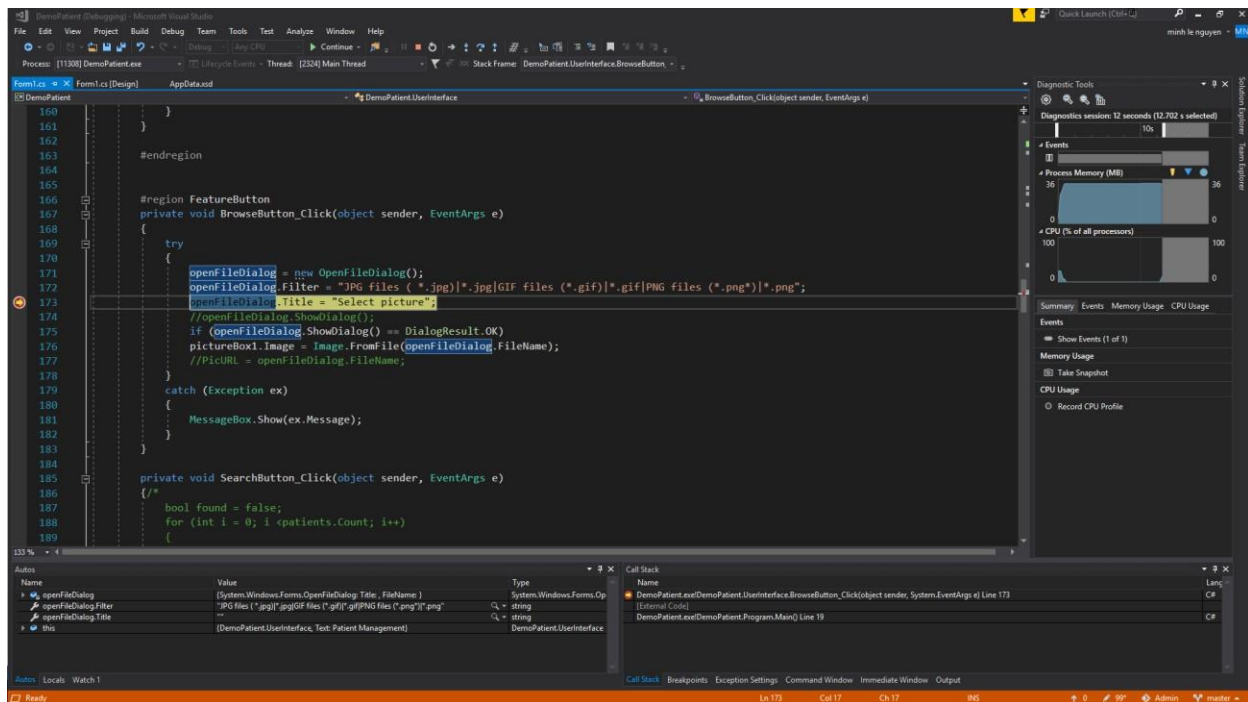 DemoPatient (Debugging) - Microsoft Visual Studio
Quick Launch (Ctrl+Q)
File Edit View Project Build Debug Team Tools Test Analyze Window Help
minh le nguyen MN
Debug Any CPU Continue
Process: [11308] DemoPatient.exe Lifecycle Events Thread: [2324] Main Thread Stack Frame: DemoPatient.UserInterface.BrowseButton_
Form1.cs Form1.cs [Design] AppData.xsd
DemoPatient DemoPatient.UserInterface BrowseButton_Click(object sender, EventArgs e)
160 }
161 }
162
163 #endregion
164
165
166 #region FeatureButton
167 private void BrowseButton_Click(object sender, EventArgs e)
168 {
169 try
170 {
171 openFileDialog = new OpenFileDialog();
172 openFileDialog.Filter = "JPG files ( *.jpg)|*.jpg|GIF files (*.gif)|*.gif|PNG files (*.png*)|*.png";
173 openFileDialog.Title = "Select picture";
174 //openFileDialog.ShowDialog();
175 if (openFileDialog.ShowDialog() == DialogResult.OK)
176 pictureBox1.Image = Image.FromFile(openFileDialog.FileName);
177 //PicURL = openFileDialog.FileName;
178 }
179 catch (Exception ex)
180 {
181 MessageBox.Show(ex.Message);
182 }
183 }
184
185 private void SearchButton_Click(object sender, EventArgs e)
186 {/*
187 bool found = false;
188 for (int i = 0; i <patients.Count; i++)
189 {
133 %
Diagnostic Tools
Diagnostics session: 12 seconds (12.702 s selected)
10s
Events
Process Memory (MB)
36 36
0 0
CPU (% of all processors)
100 100
0 0
Summary Events Memory Usage CPU Usage
Events
Show Events (1 of 1)
Memory Usage
Take Snapshot
CPU Usage
Record CPU Profile
Solution Explorer
Team Explorer
Autos
Name Value Type
openFileDialog {System.Windows.Forms.OpenFileDialog: Title: , FileName: } System.Windows.Forms.Op
openFileDialog.Filter "JPG files ( *.jpg)|*.jpg|GIF files (*.gif)|*.gif|PNG files (*.png*)|*.png" string
openFileDialog.Title "" string
this {DemoPatient.UserInterface, Text: Patient Management} DemoPatient.UserInterface
Autos Locals Watch 1
Call Stack
Name Lang
DemoPatient.exe!DemoPatient.UserInterface.BrowseButton_Click(object sender, System.EventArgs e) Line 173 C#
[External Code]
DemoPatient.exe!DemoPatient.Program.Main() Line 19 C#
Call Stack Breakpoints Exception Settings Command Window Immediate Window Output
Ready Ln 173 Col 17 Ch 17 INS 0 99+ Admin master